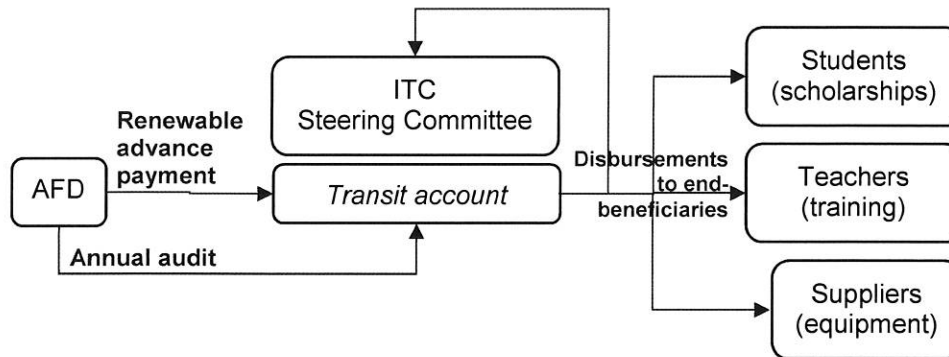 ITC
Steering Committee
Renewable
advance
payment
AFD
Transit account
Annual audit
Disbursements
to end-
beneficiaries
Students
(scholarships)
Teachers
(training)
Suppliers
(equipment)